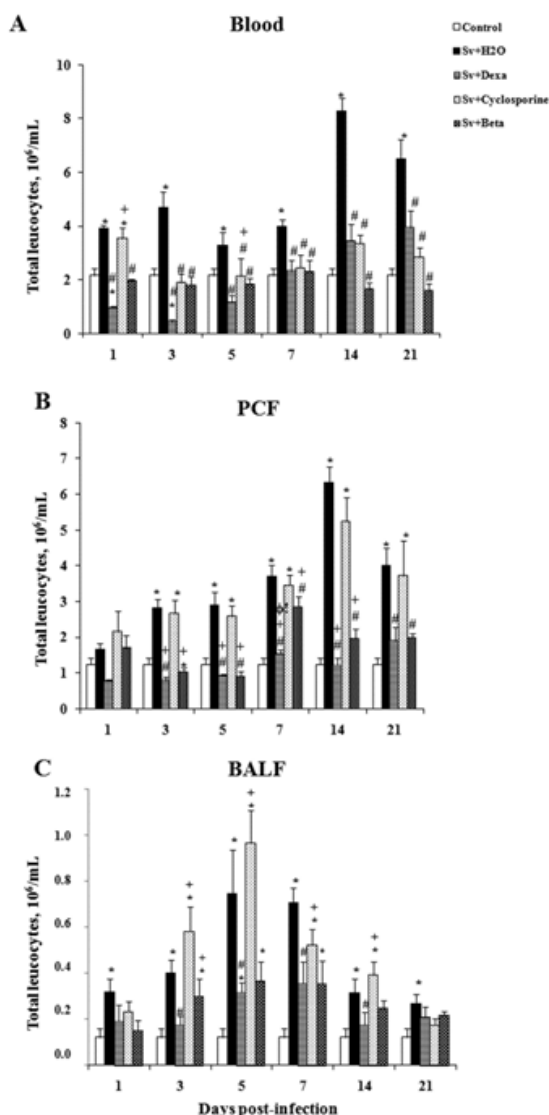 A
Blood
Control
Sv+H2O
Sv+Dexa
Sv+Cyclosporine
Sv+Beta
Total leucocytes, 10⁶/mL
10
8
6
4
2
0
* # * + * # * # * # # * # * + # # * # # # * # # # * # # #
1 3 5 7 14 21
B
PCF
Total leucocytes, 10⁶/mL
8
7
6
5
4
3
2
1
0
* + # * + * * + # * + # * + # * + # * + # * + # * # * #
1 3 5 7 14 21
C
BALF
Total leucocytes, 10⁶/mL
1.2
1.0
0.8
0.6
0.4
0.2
0.0
* * # + * + * * # * + * * * # + * * * # + * *
1 3 5 7 14 21
Days post-infection